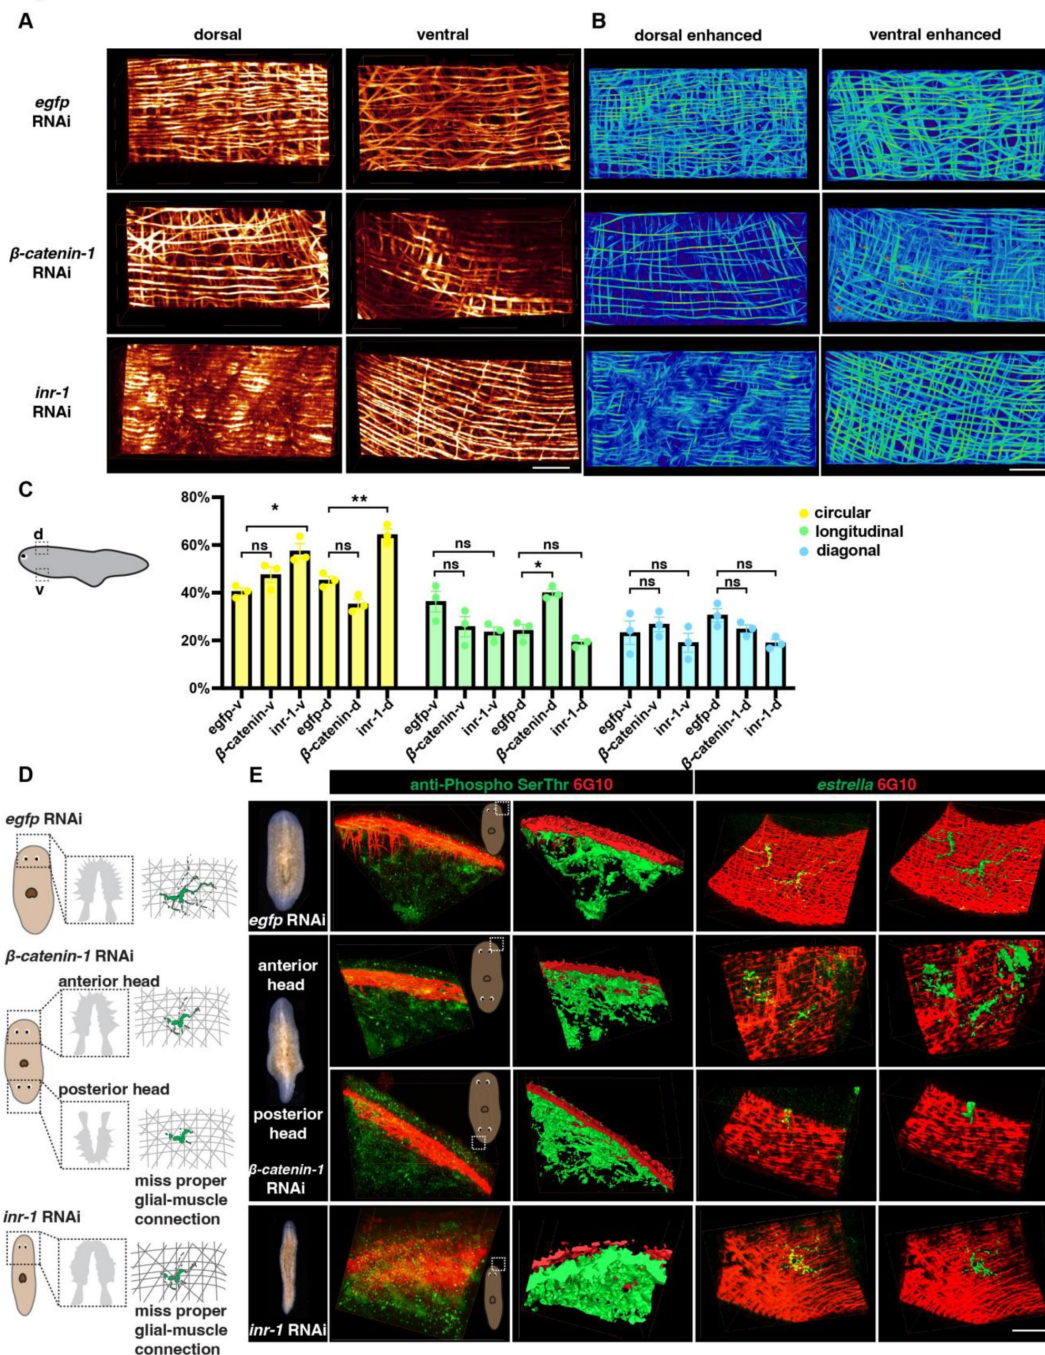 A
B
dorsal
ventral
dorsal enhanced
ventral enhanced
egfp
RNAi
β-catenin-1
RNAi
inr-1
RNAi
C
d
v
80%
60%
40%
20%
0%
*
**
ns
ns
ns
ns
ns
*
ns
ns
ns
ns
ns
circular
longitudinal
diagonal
egfp-v
β-catenin-v
inr-1-v
egfp-d
β-catenin-d
inr-1-d
egfp-v
β-catenin-v
inr-1-v
egfp-d
β-catenin-d
inr-1-d
egfp-v
β-catenin-v
inr-1-v
egfp-d
β-catenin-1-d
inr-1-d
D
egfp RNAi
β-catenin-1 RNAi
anterior head
posterior head
miss proper
glial-muscle
connection
inr-1 RNAi
miss proper
glial-muscle
connection
E
anti-Phospho SerThr 6G10
estrella 6G10
egfp RNAi
anterior
head
posterior
head
β-catenin-1
RNAi
inr-1 RNAi